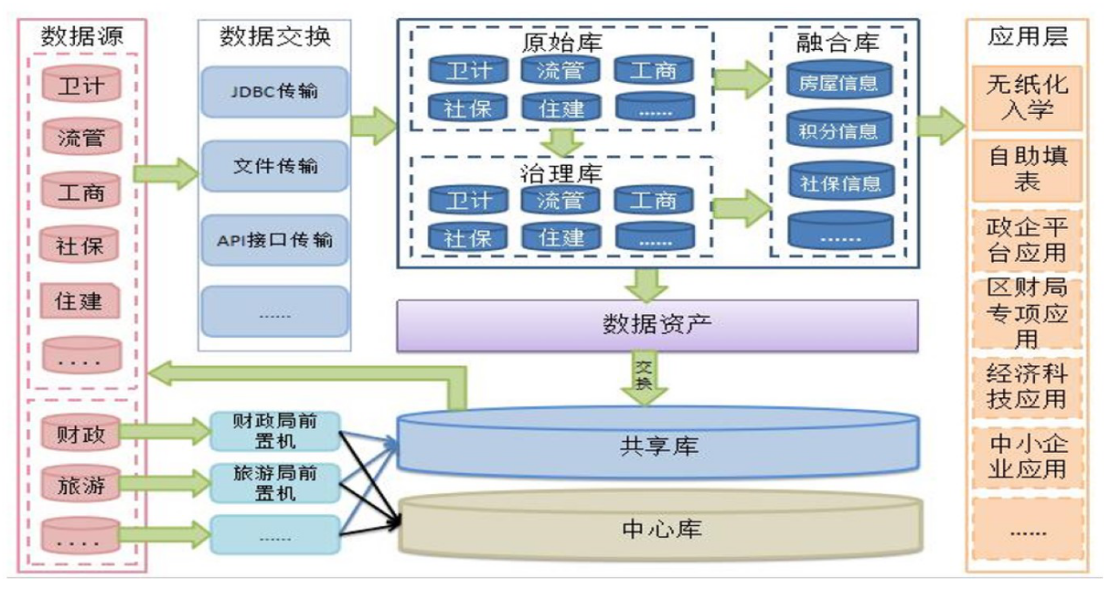 数据源
卫计
流管
工商
社保
住建
....
财政
旅游
....
数据交换
JDBC传输
文件传输
API接口传输
......
财政局前
置机
旅游局前
置机
......
原始库
卫计
流管
工商
社保
住建
......
治理库
卫计
流管
工商
社保
住建
......
融合库
房屋信息
积分信息
社保信息
......
数据资产
交
换
共享库
中心库
应用层
无纸化
入学
自助填
表
政企平
台应用
区财局
专项应
用
经济科
技应用
中小企
业应用
......